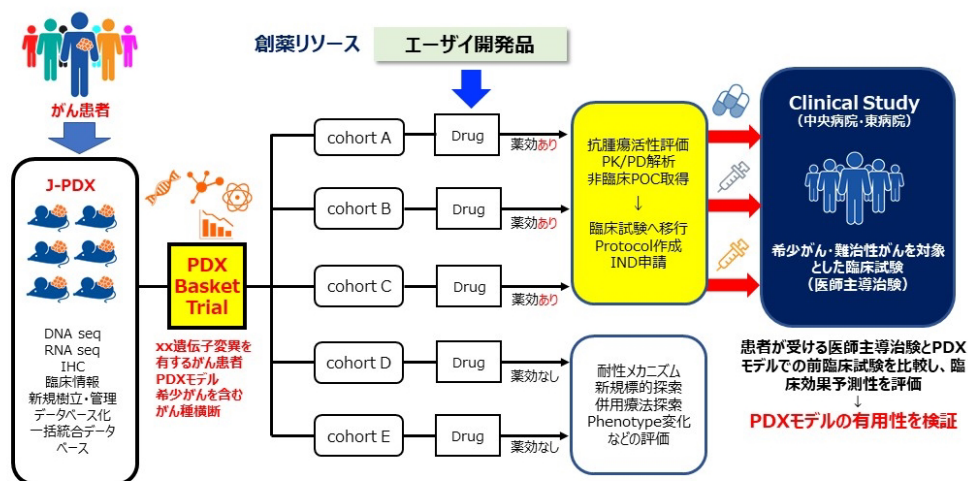 創薬リソース
エーザイ開発品
がん患者
J-PDX
DNA seq
RNA seq
IHC
臨床情報
新規樹立・管理
データベース化
一括統合データ
ベース
PDX
Basket
Trial
xx遺伝子変異を
有するがん患者
PDXモデル
希少がんを含む
がん種横断
cohort A
Drug
薬効あり
cohort B
Drug
薬効あり
cohort C
Drug
薬効あり
cohort D
Drug
薬効なし
cohort E
Drug
薬効なし
抗腫瘍活性評価
PK/PD解析
非臨床POC取得
↓
臨床試験へ移行
Protocol作成
IND申請
耐性メカニズム
新規標的探索
併用療法探索
Phenotype変化
などの評価
Clinical Study
(中央病院・東病院)
希少がん・難治性がんを対象
とした臨床試験
(医師主導治験)
患者が受ける医師主導治験とPDX
モデルでの前臨床試験を比較し、臨
床効果予測性を評価
↓
PDXモデルの有用性を検証